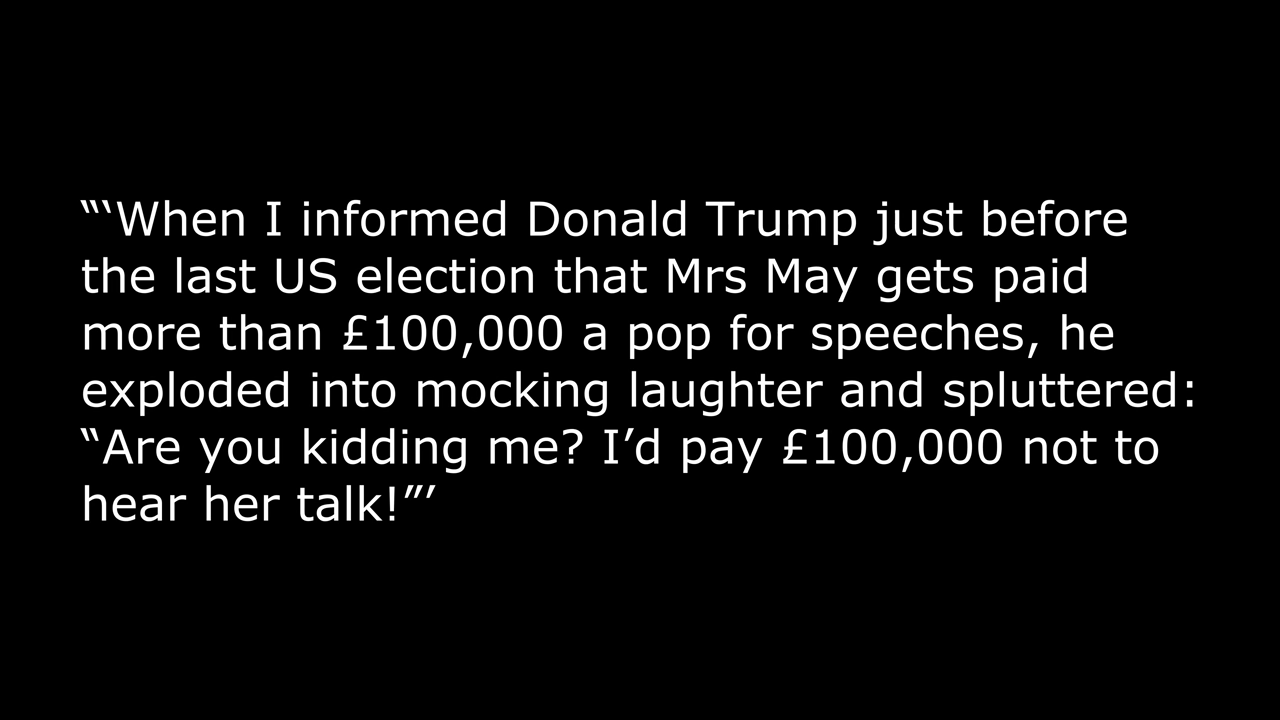 “‘When I informed Donald Trump just before
the last US election that Mrs May gets paid
more than £100,000 a pop for speeches, he
exploded into mocking laughter and spluttered:
“Are you kidding me? I’d pay £100,000 not to
hear her talk!”’